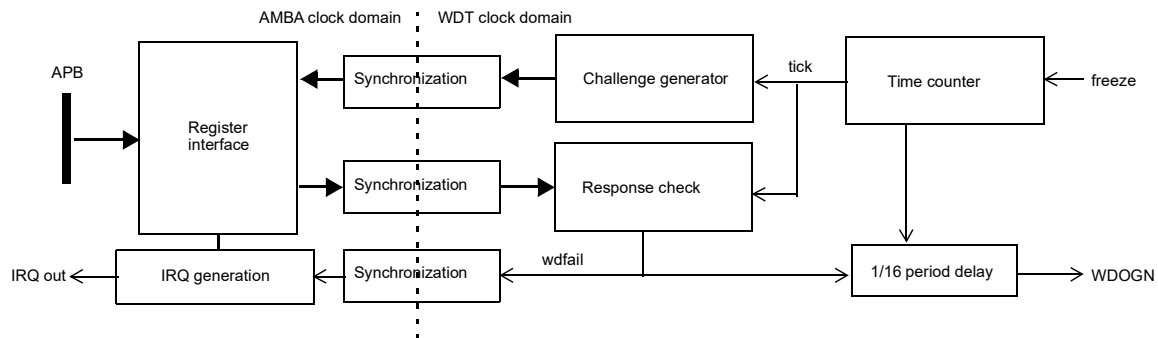 AMBA clock domain
WDT clock domain
APB
Register
interface
Synchronization
Challenge generator
tick
Time counter
freeze
Synchronization
Response check
IRQ out
IRQ generation
Synchronization
wdfail
1/16 period delay
WDOGN